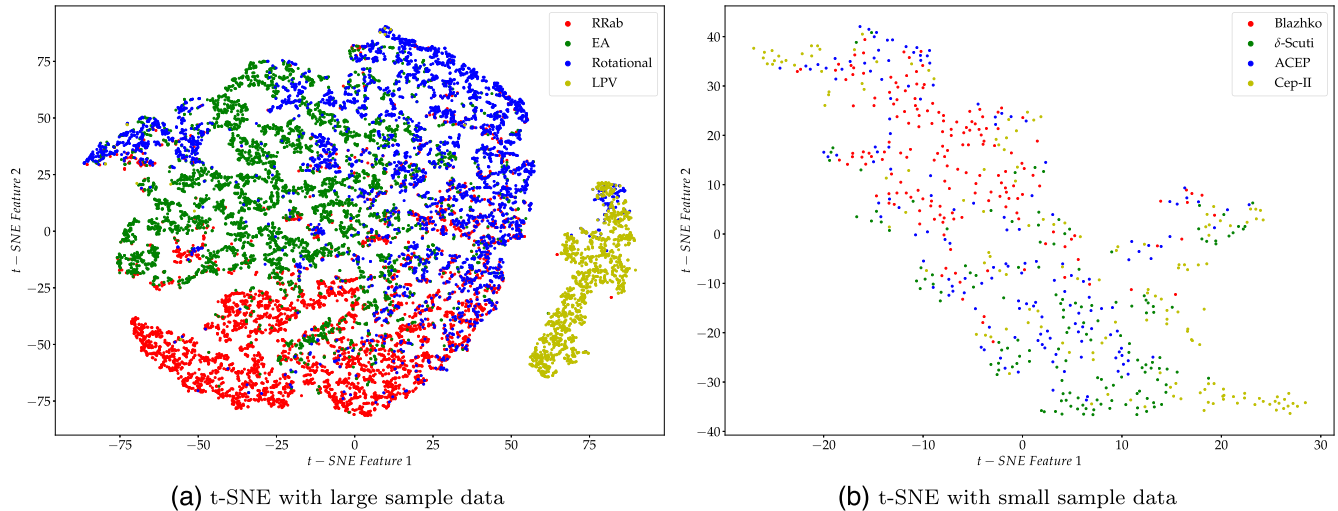 RRab
EA
Rotational
LPV
75
50
25
0
−25
−50
−75
t − SNE Feature 2
−75
−50
−25
0
25
50
75
t − SNE Feature 1
(a) t-SNE with large sample data
Blazhko
δ-Scuti
ACEP
Cep-II
40
30
20
10
0
−10
−20
−30
−40
t − SNE Feature 2
−20
−10
0
10
20
30
t − SNE Feature 1
(b) t-SNE with small sample data